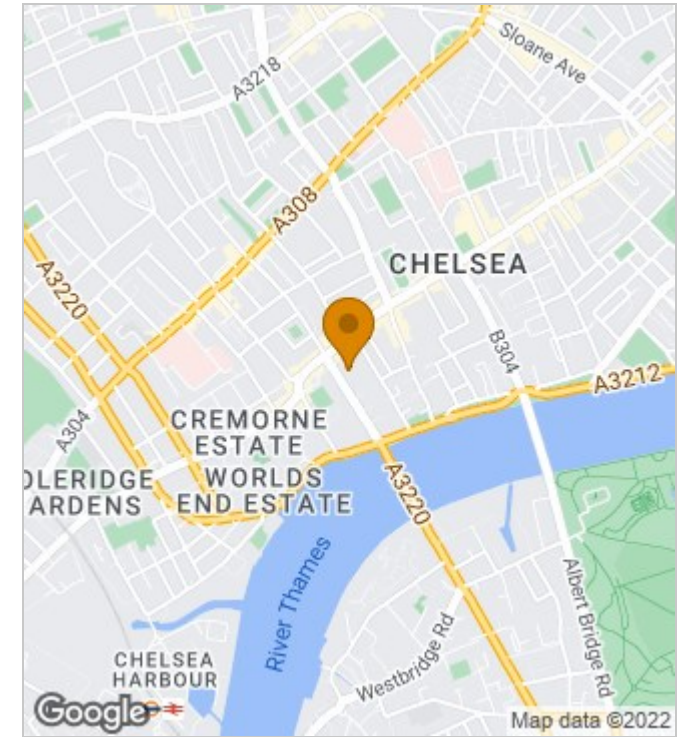 Sloane Ave
A3218
A308
CHELSEA
A3220
B304
A3212
A304
CREMORNE
ESTATE
OLERIDGE
ARDENS
WORLDS
END ESTATE
A3220
River Thames
Albert Bridge Rd
Westbridge Rd
CHELSEA
HARBOUR
Google
Map data ©2022